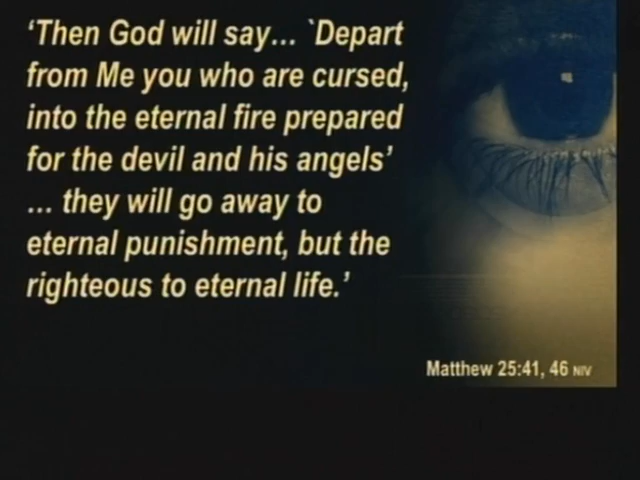 ‘Then God will say... `Depart
from Me you who are cursed,
into the eternal fire prepared
for the devil and his angels’
... they will go away to
eternal punishment, but the
righteous to eternal life.’
Matthew 25:41, 46 NIV